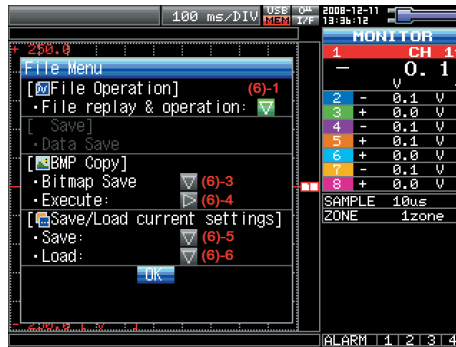 100 ms/DIV USB MEM I/F 2008-12-11 13:36:12
+ 250.0 MONITOR
File Menu 1 CH 1
[File Operation] (6)-1 - 0. 1
・File replay & operation: V
[ Save] 2 - 0.1 V
・Data Save 3 + 0.0 V
[BMP Copy] 4 - 0.1 V
・Bitmap Save (6)-3 5 + 0.1 V
・Execute: (6)-4 6 + 0.0 V
[Save/Load current settings] 7 - 0.1 V
・Save: (6)-5 8 + 0.0 V
・Load: (6)-6 SAMPLE 10us
OK ZONE 1zone
- 250.0 [ V ]
ALARM 1 2 3 4